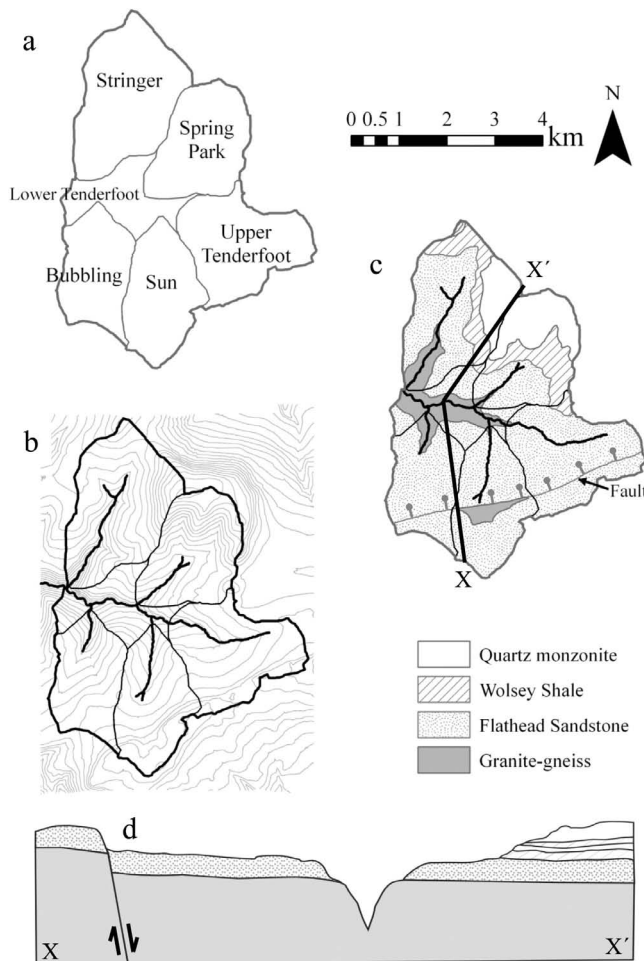 a
Stringer
Spring
Park
Lower Tenderfoot
Upper
Tenderfoot
Bubbling
Sun
0 0.5 1 2 3 4
km
N
b
c
X´
Fault
X
Quartz monzonite
Wolsey Shale
Flathead Sandstone
Granite-gneiss
d
X
X´